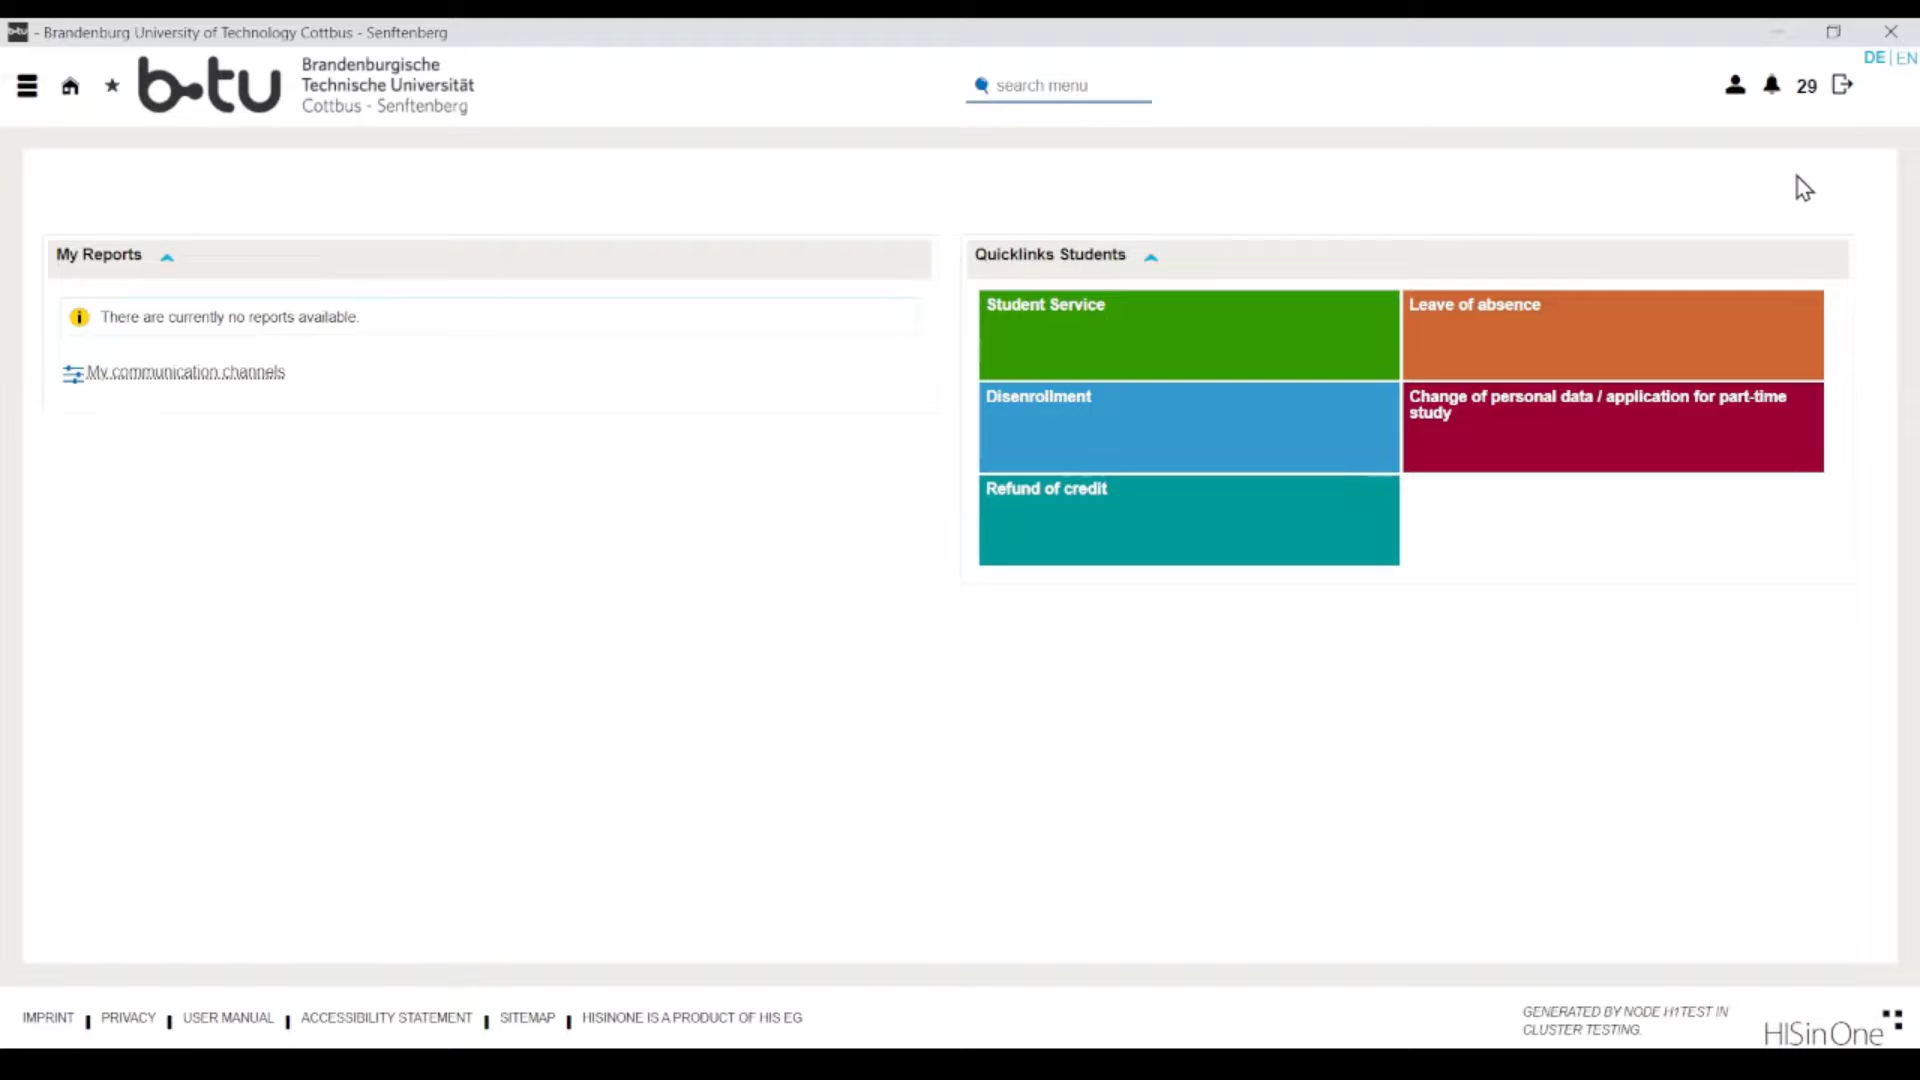 b-tu - Brandenburg University of Technology Cottbus - Senftenberg
DE | EN
b-tu
Brandenburgische
Technische Universität
Cottbus - Senftenberg
search menu
29
My Reports
There are currently no reports available.
My communication channels
Quicklinks Students
Student Service
Leave of absence
Disenrollment
Change of personal data / application for part-time
study
Refund of credit
IMPRINT | PRIVACY | USER MANUAL | ACCESSIBILITY STATEMENT | SITEMAP | HISINONE IS A PRODUCT OF HIS EG
GENERATED BY NODE H1TEST IN
CLUSTER TESTING.
HISinOne